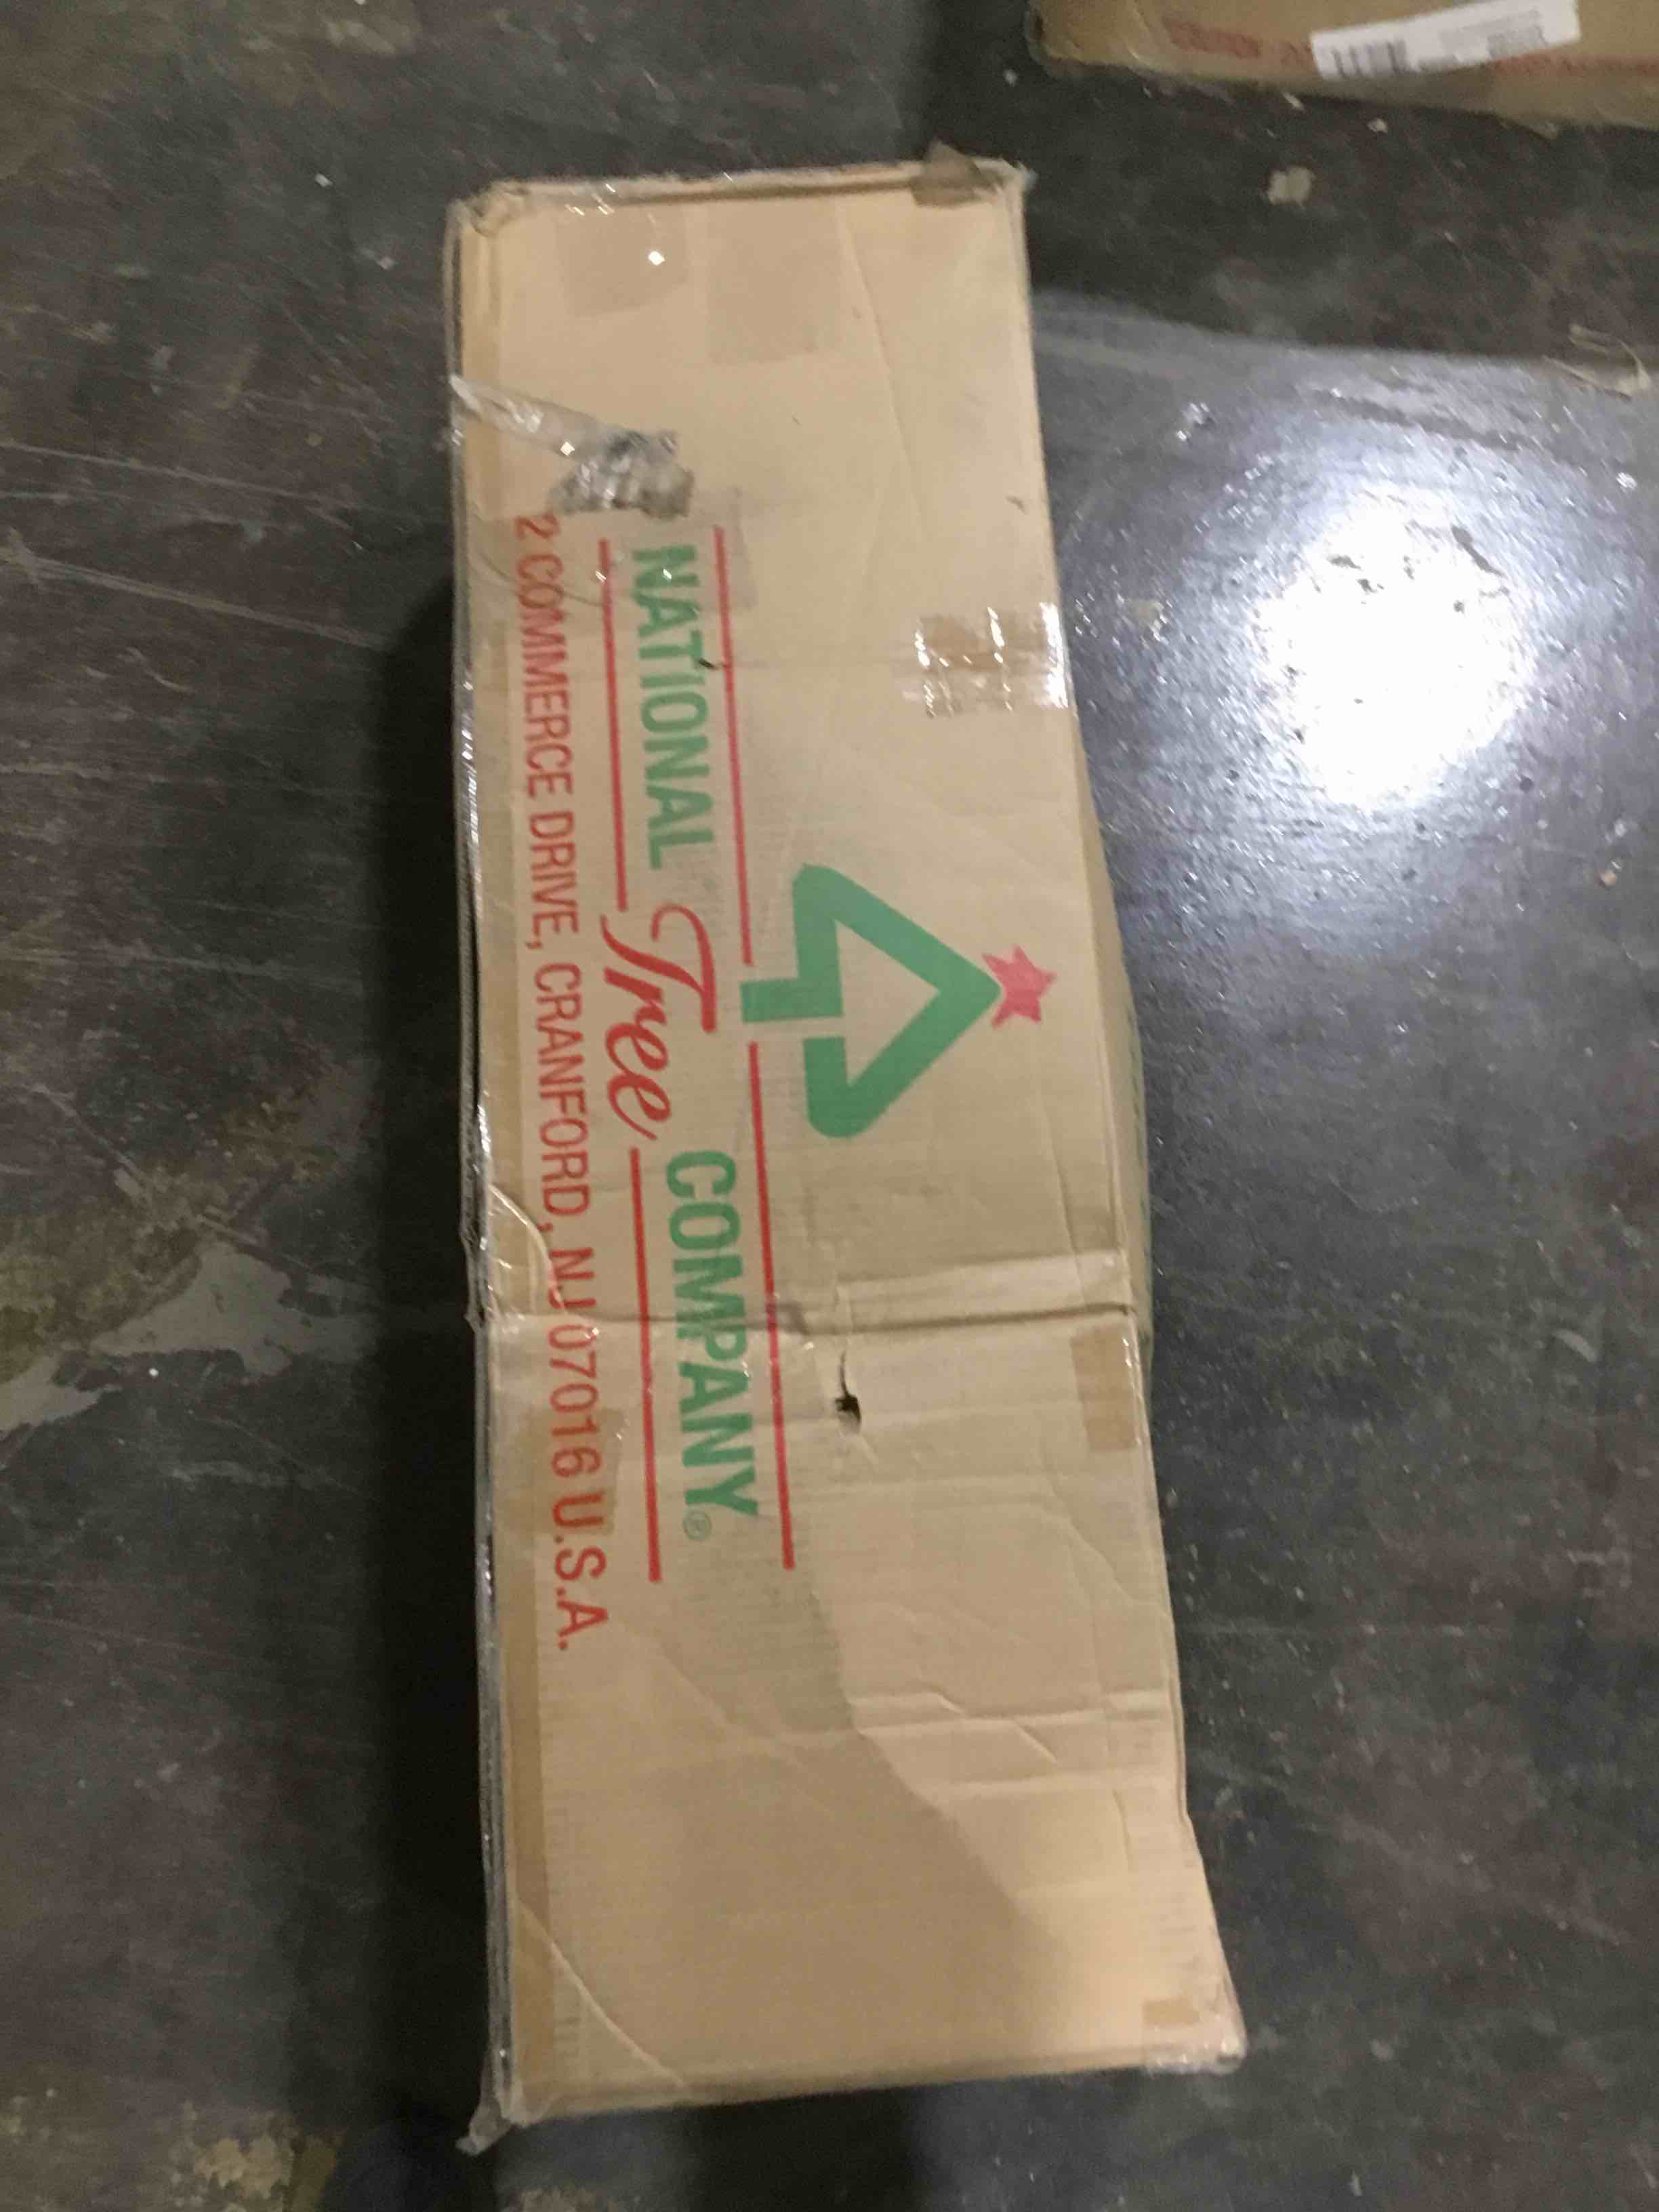 NATIONAL Tree COMPANY®
2 COMMERCE DRIVE, CRANFORD, NJ 07016 U.S.A.